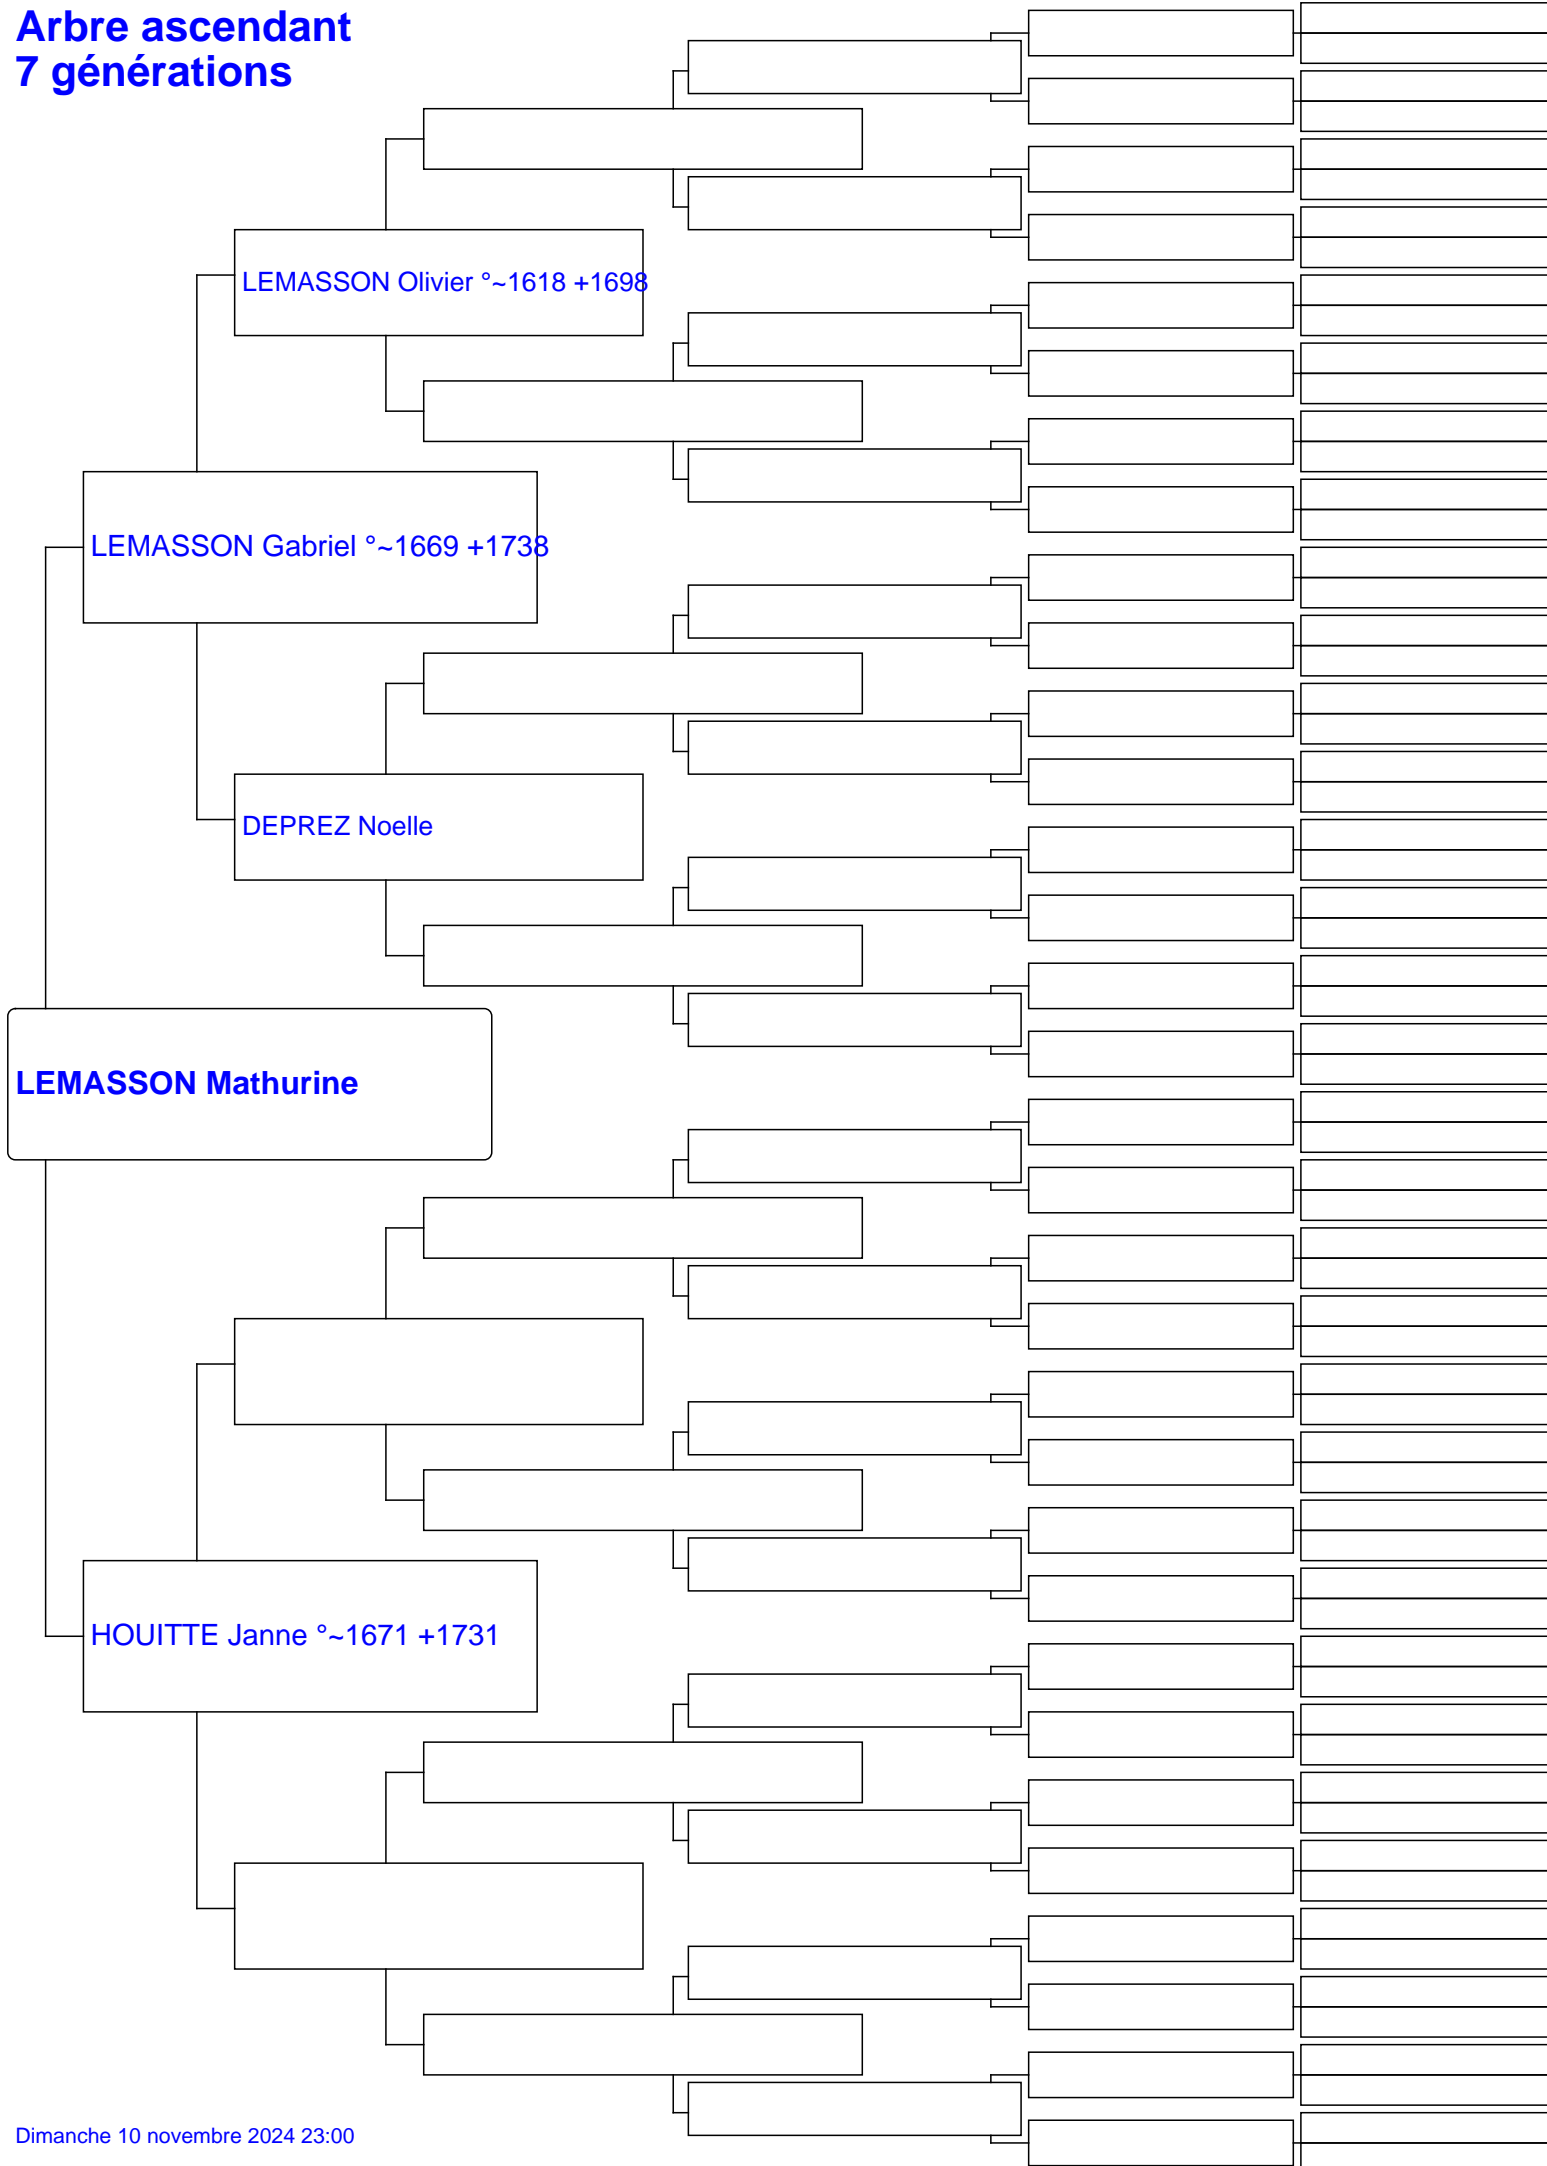 Arbre ascendant
7 générations
LEMASSON Olivier °~1618 +1698
LEMASSON Gabriel °~1669 +1738
DEPREZ Noelle
LEMASSON Mathurine
HOUITTE Janne °~1671 +1731
Dimanche 10 novembre 2024 23:00